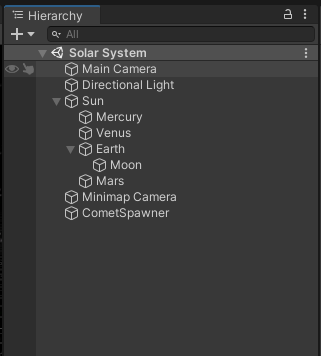 Hierarchy
All
Solar System
Main Camera
Directional Light
Sun
Mercury
Venus
Earth
Moon
Mars
Minimap Camera
CometSpawner